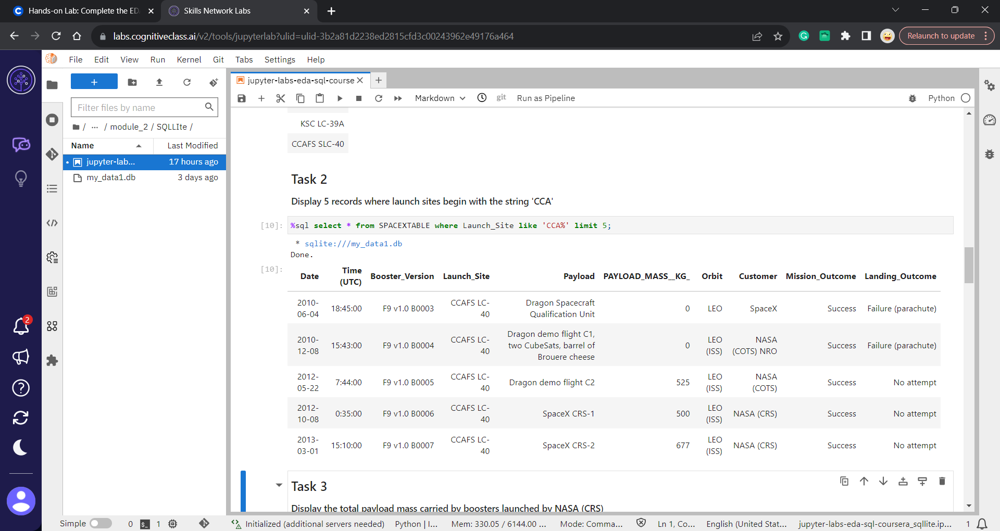 Hands-on Lab: Complete the ED
Skills Network Labs
labs.cognitiveclass.ai/v2/tools/jupyterlab?ulid=ulid-3b2a81d2238ed2815cfd3c00243962e49176a464
Relaunch to update
File Edit View Run Kernel Git Tabs Settings Help
jupyter-labs-eda-sql-course
Filter files by name
Markdown
git
Run as Pipeline
Python
/ ... / module_2 / SQLLIte /
Name Last Modified
jupyter-lab... 17 hours ago
my_data1.db 3 days ago
KSC LC-39A
CCAFS SLC-40
Task 2
Display 5 records where launch sites begin with the string 'CCA'
[10]: %sql select * from SPACEXTABLE where Launch_Site like 'CCA%' limit 5;
* sqlite:///my_data1.db
Done.
[10]:
Date Time (UTC) Booster_Version Launch_Site Payload PAYLOAD_MASS__KG_ Orbit Customer Mission_Outcome Landing_Outcome
2010-06-04 18:45:00 F9 v1.0 B0003 CCAFS LC-40 Dragon Spacecraft Qualification Unit 0 LEO SpaceX Success Failure (parachute)
2010-12-08 15:43:00 F9 v1.0 B0004 CCAFS LC-40 Dragon demo flight C1, two CubeSats, barrel of Brouere cheese 0 LEO (ISS) NASA (COTS) NRO Success Failure (parachute)
2012-05-22 7:44:00 F9 v1.0 B0005 CCAFS LC-40 Dragon demo flight C2 525 LEO (ISS) NASA (COTS) Success No attempt
2012-10-08 0:35:00 F9 v1.0 B0006 CCAFS LC-40 SpaceX CRS-1 500 LEO (ISS) NASA (CRS) Success No attempt
2013-03-01 15:10:00 F9 v1.0 B0007 CCAFS LC-40 SpaceX CRS-2 677 LEO (ISS) NASA (CRS) Success No attempt
Task 3
Display the total payload mass carried by boosters launched by NASA (CRS)
2
Simple 0 1 Initialized (additional servers needed) Python | I... Mem: 330.05 / 6144.00 ... Mode: Comma... Ln 1, Co... English (United Stat... jupyter-labs-eda-sql-coursera_sqllite.ip... 1